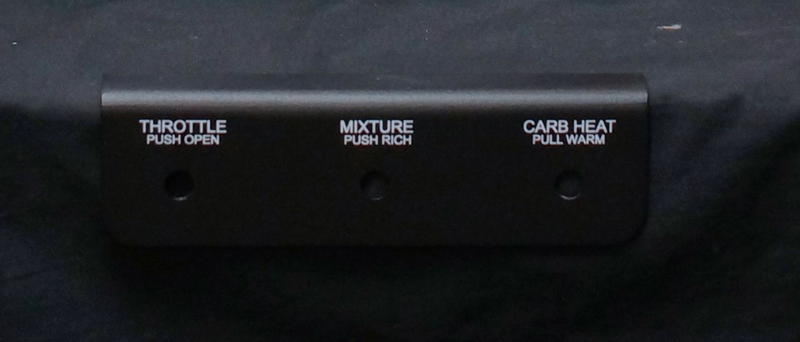 THROTTLE
PUSH OPEN
MIXTURE
PUSH RICH
CARB HEAT
PULL WARM